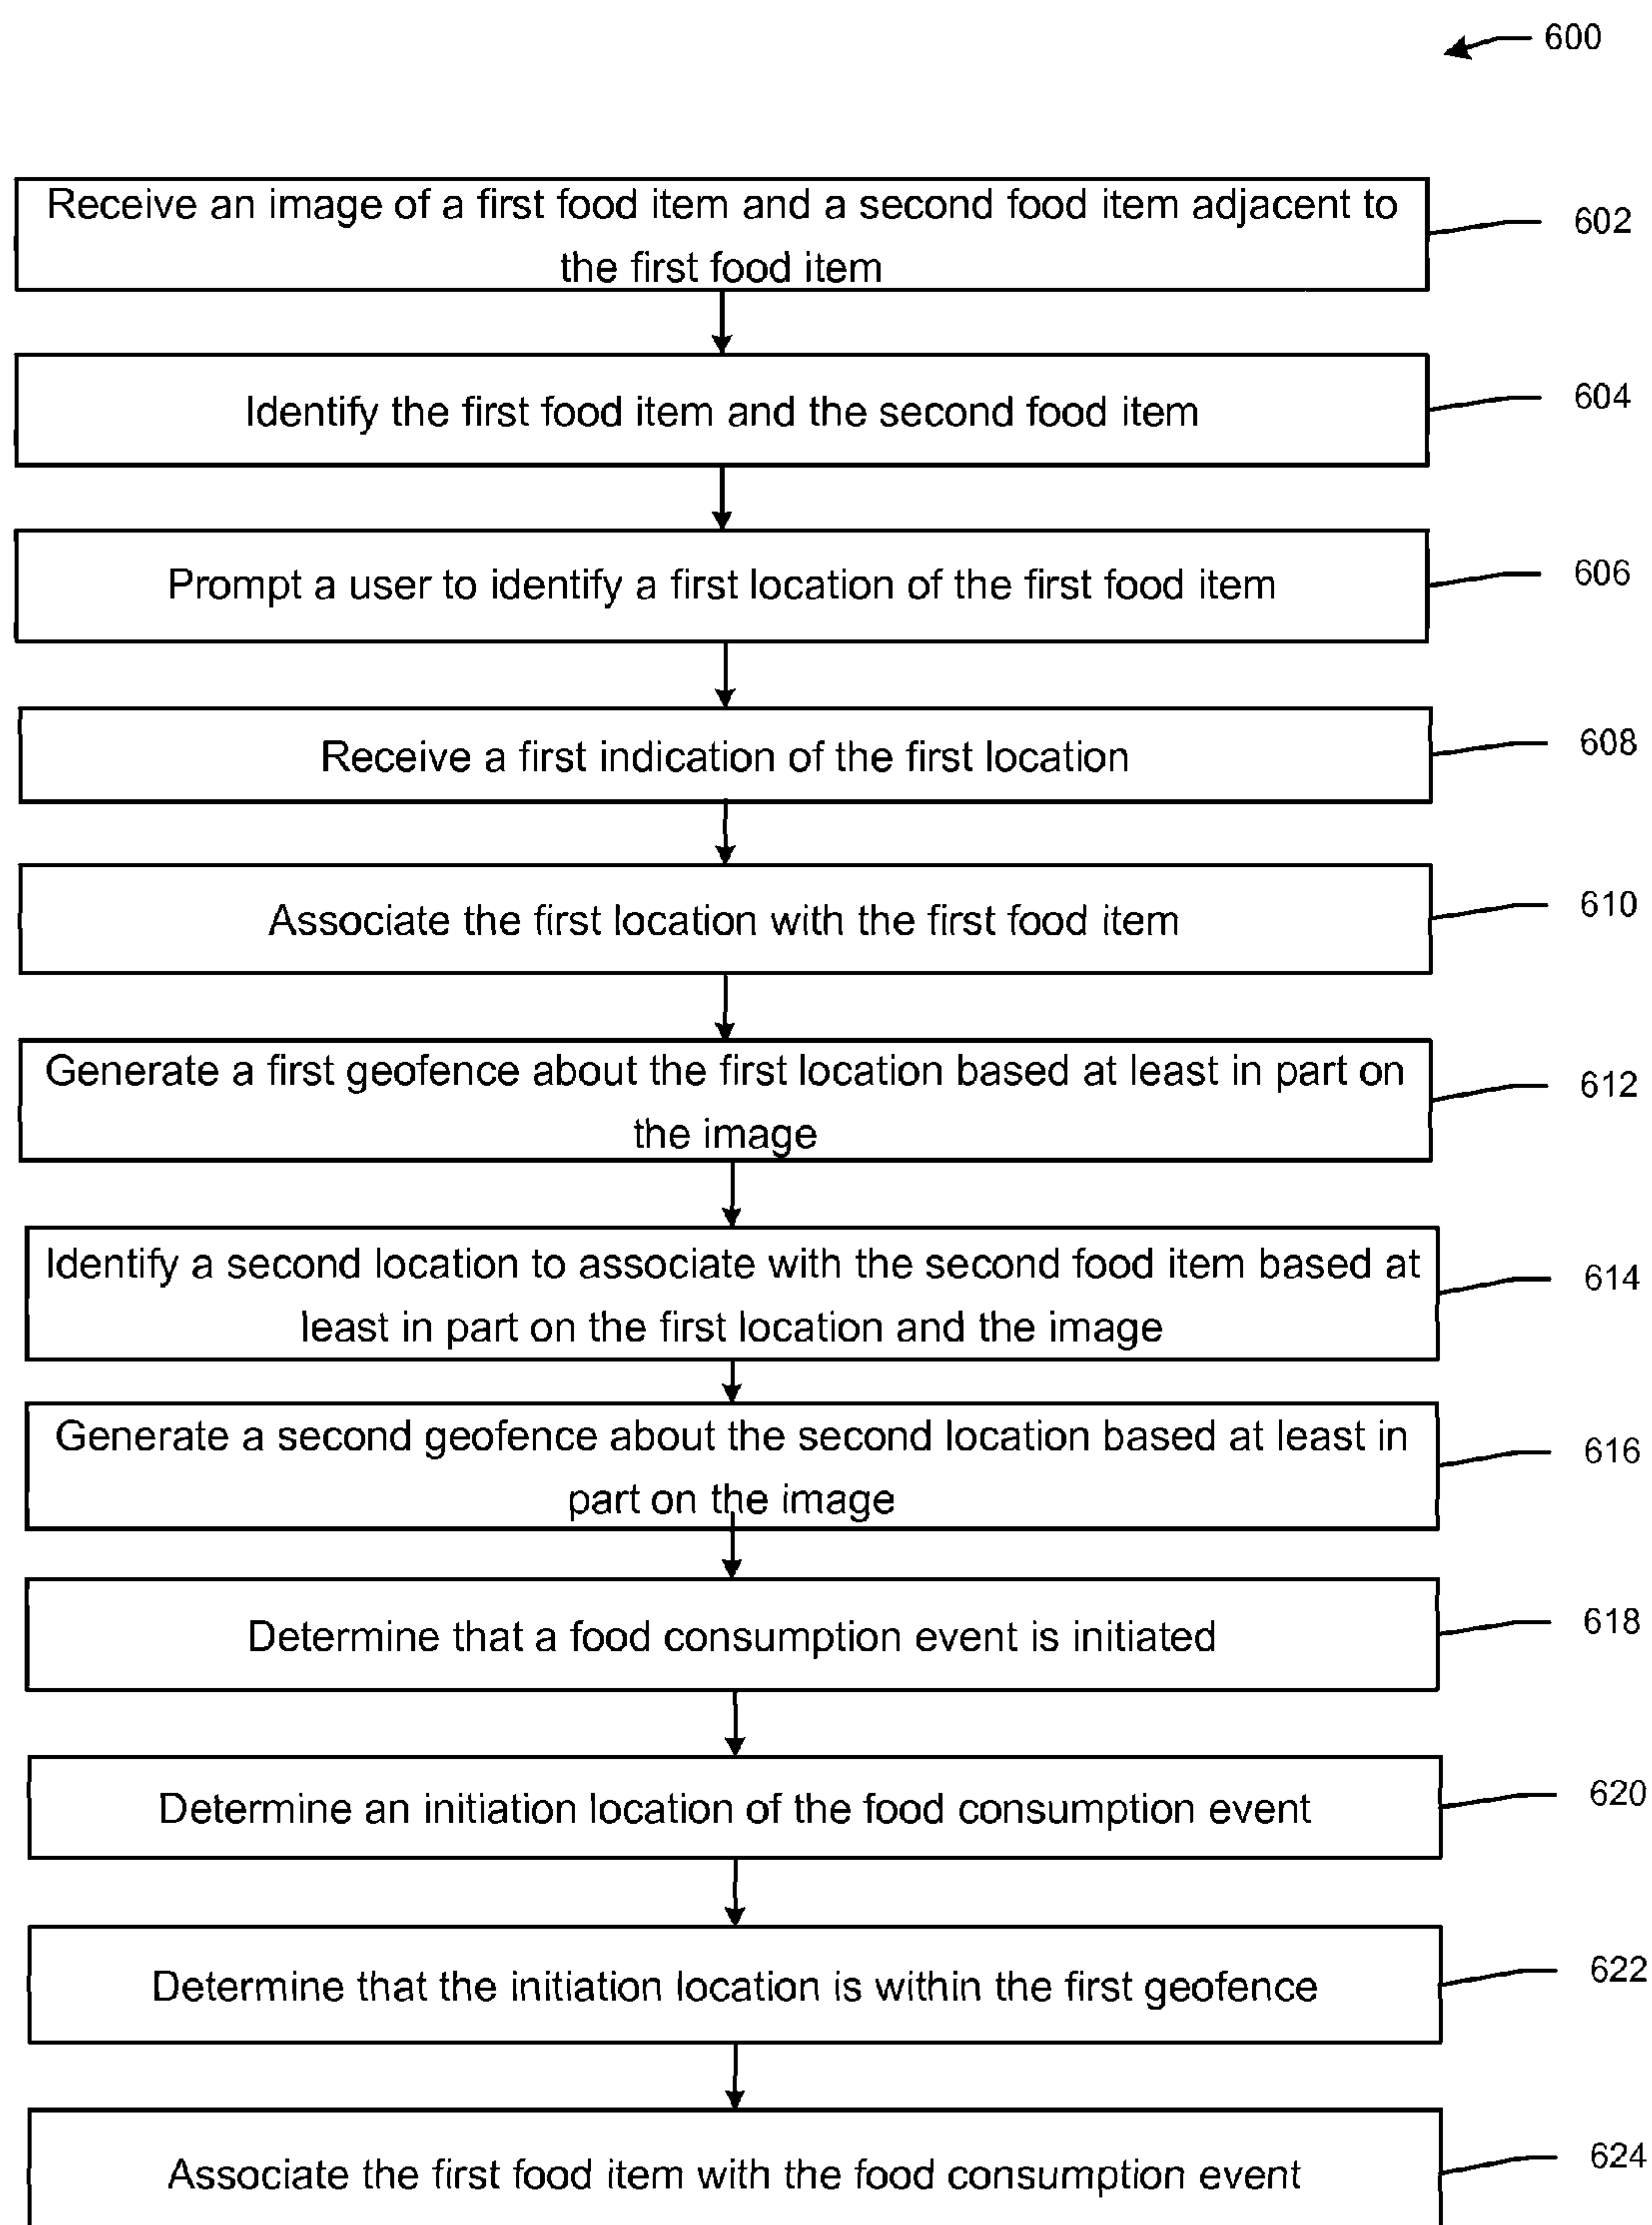 600
Receive an image of a first food item and a second food item adjacent to
the first food item
602
Identify the first food item and the second food item
604
Prompt a user to identify a first location of the first food item
606
Receive a first indication of the first location
608
Associate the first location with the first food item
610
Generate a first geofence about the first location based at least in part on
the image
612
Identify a second location to associate with the second food item based at
least in part on the first location and the image
614
Generate a second geofence about the second location based at least in
part on the image
616
Determine that a food consumption event is initiated
618
Determine an initiation location of the food consumption event
620
Determine that the initiation location is within the first geofence
622
Associate the first food item with the food consumption event
624